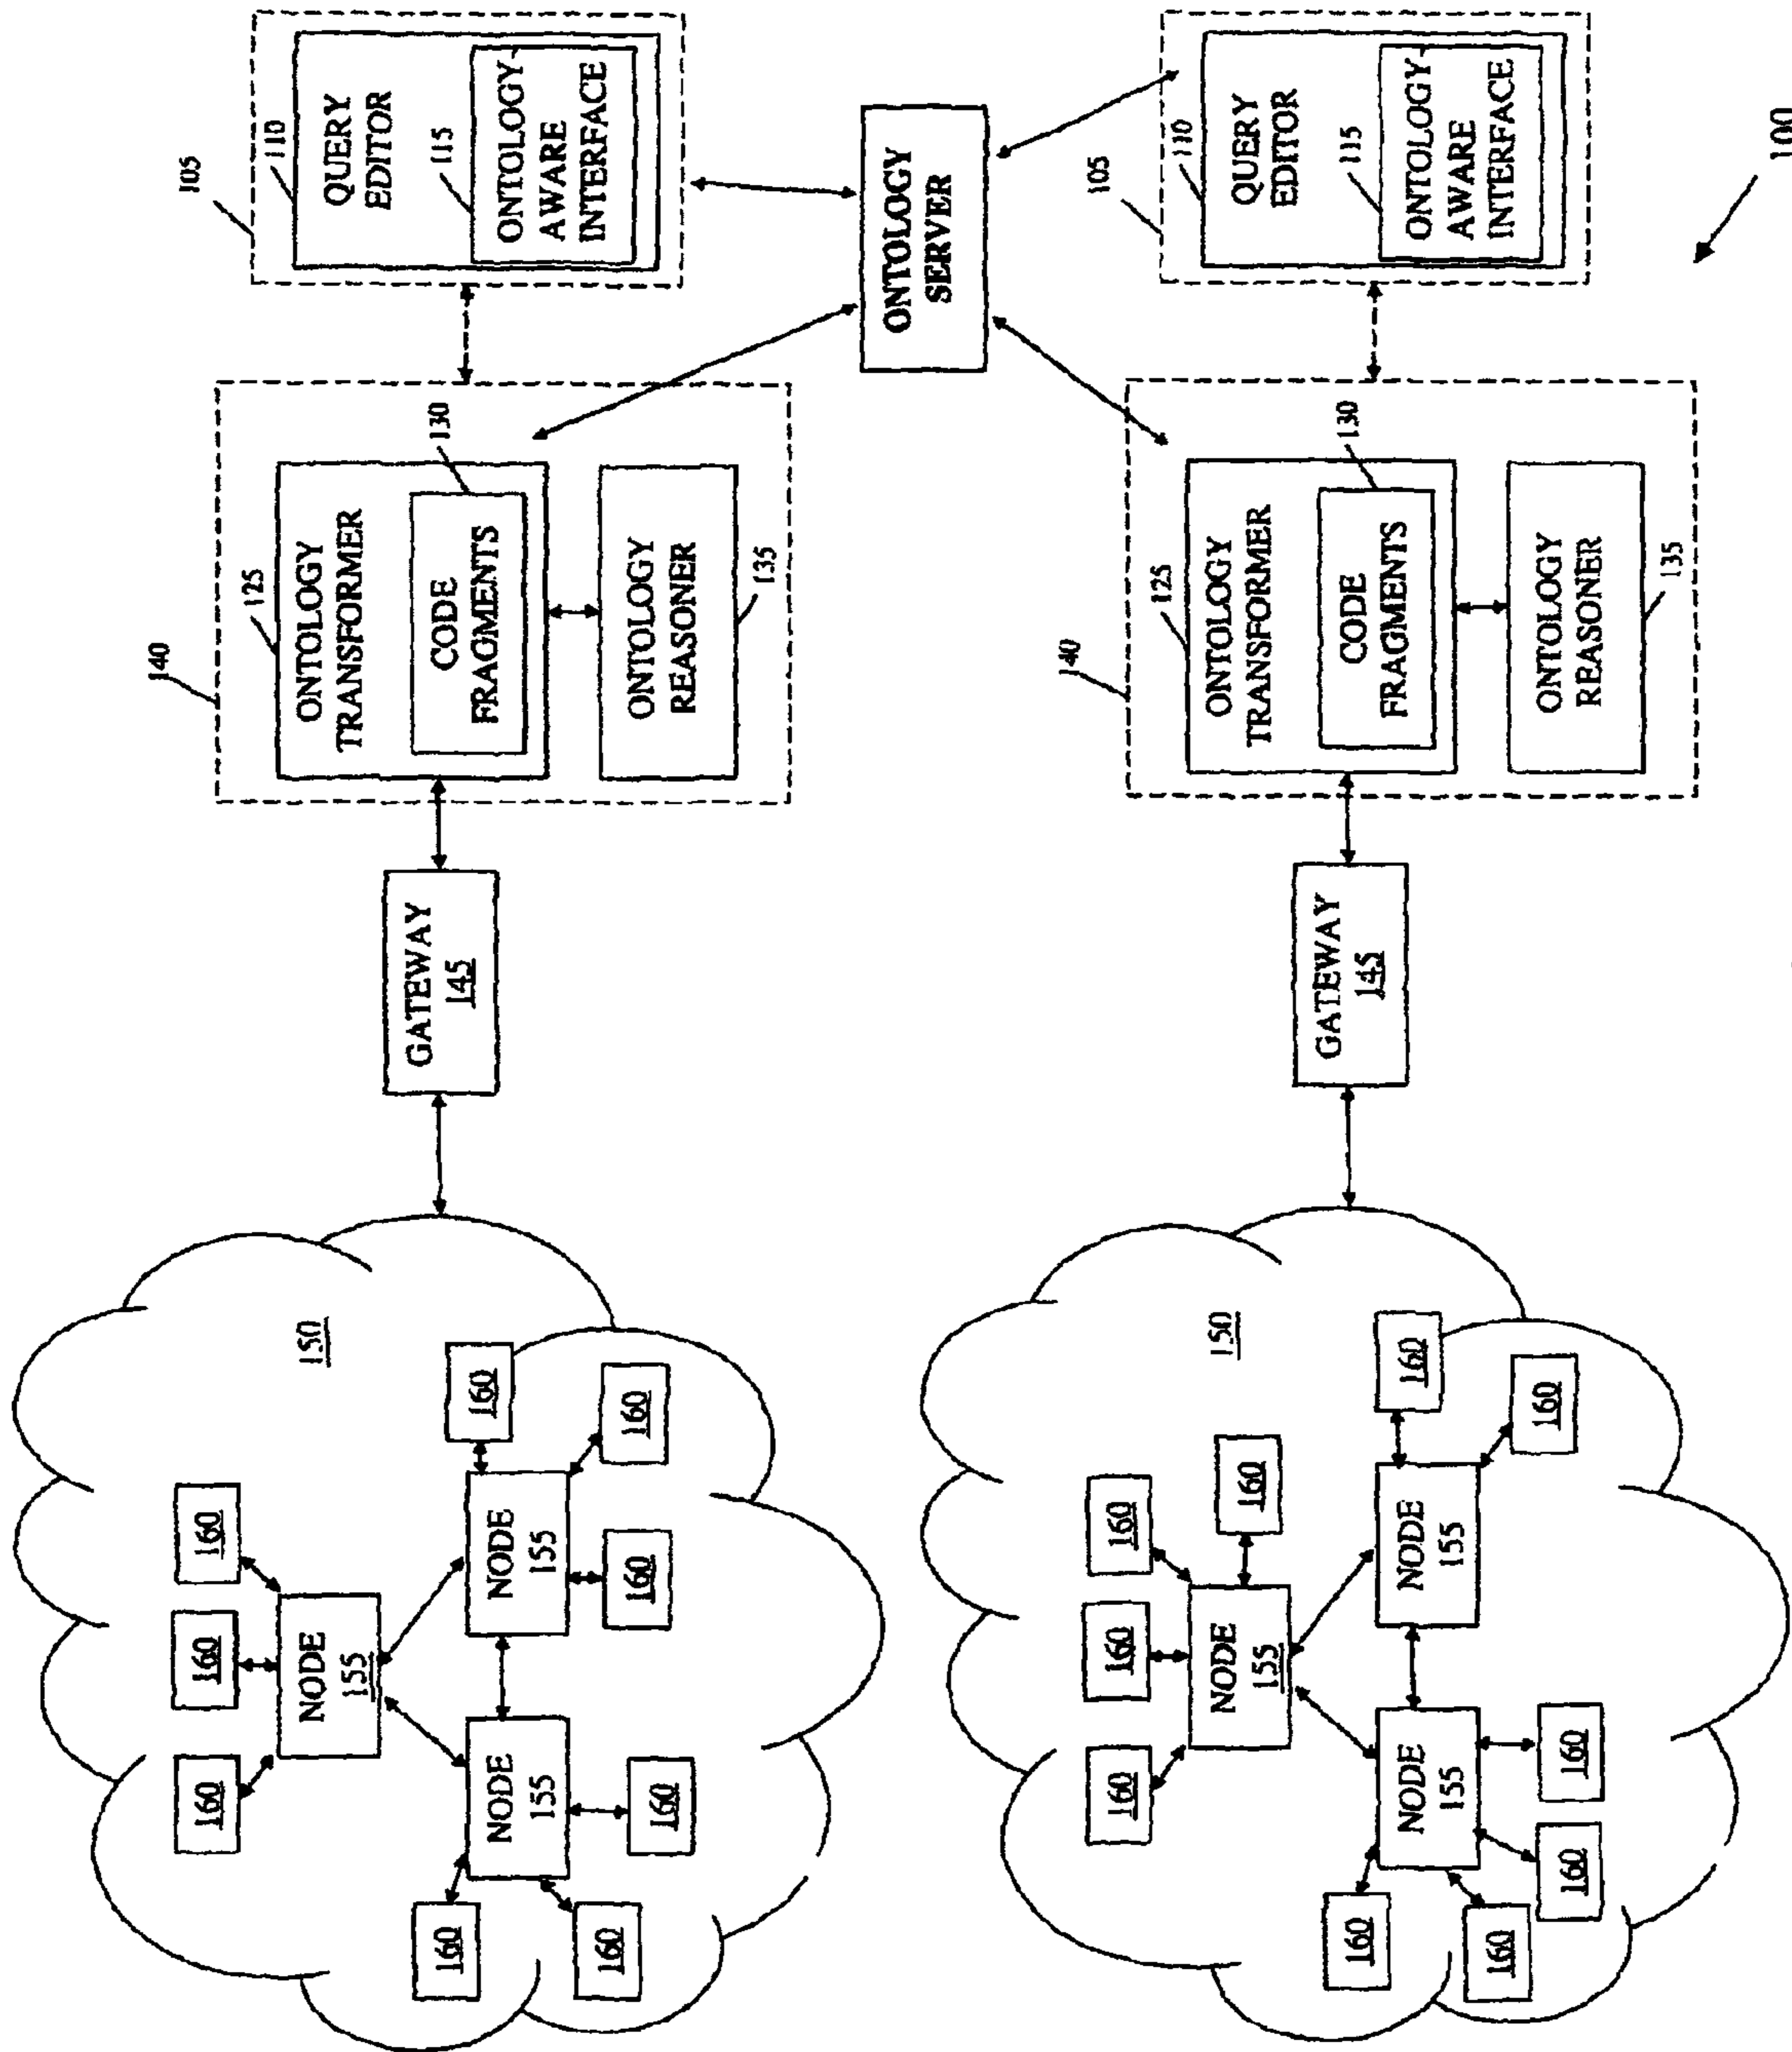 160
160
160
160
NODE
155
150
160
160
160
160
NODE
155
NODE
155
160
160
GATEWAY
145
140
125
ONTOLOGY
TRANSFORMER
130
CODE
FRAGMENTS
ONTOLOGY
REASONER
135
105
110
QUERY
EDITOR
115
ONTOLOGY
AWARE
INTERFACE
160
160
160
NODE
155
150
160
160
160
NODE
155
NODE
155
160
160
160
GATEWAY
145
140
125
ONTOLOGY
TRANSFORMER
130
CODE
FRAGMENTS
ONTOLOGY
REASONER
135
ONTOLOGY
SERVER
105
110
QUERY
EDITOR
115
ONTOLOGY
AWARE
INTERFACE
100